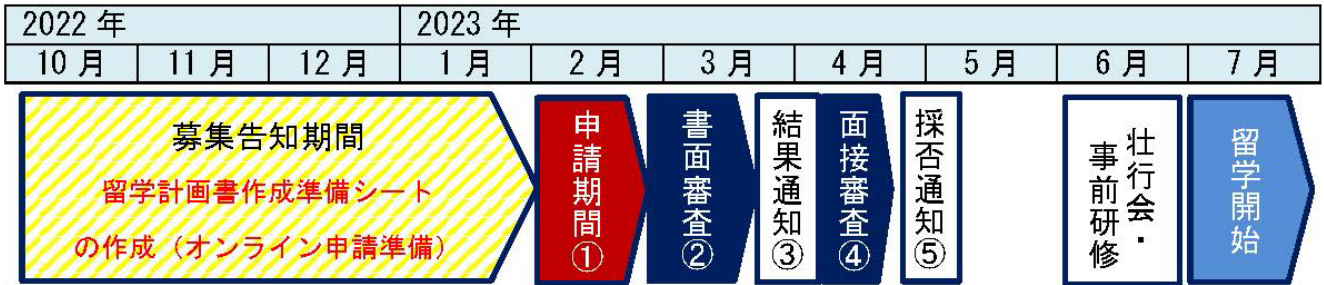 2022 年
2023 年
10 月
11 月
12 月
1 月
2 月
3 月
4 月
5 月
6 月
7 月
募集告知期間
留学計画書作成準備シート
の作成（オンライン申請準備）
申請期間①
書面審査②
結果通知③
面接審査④
採否通知⑤
壮行会・
事前研修
留学開始